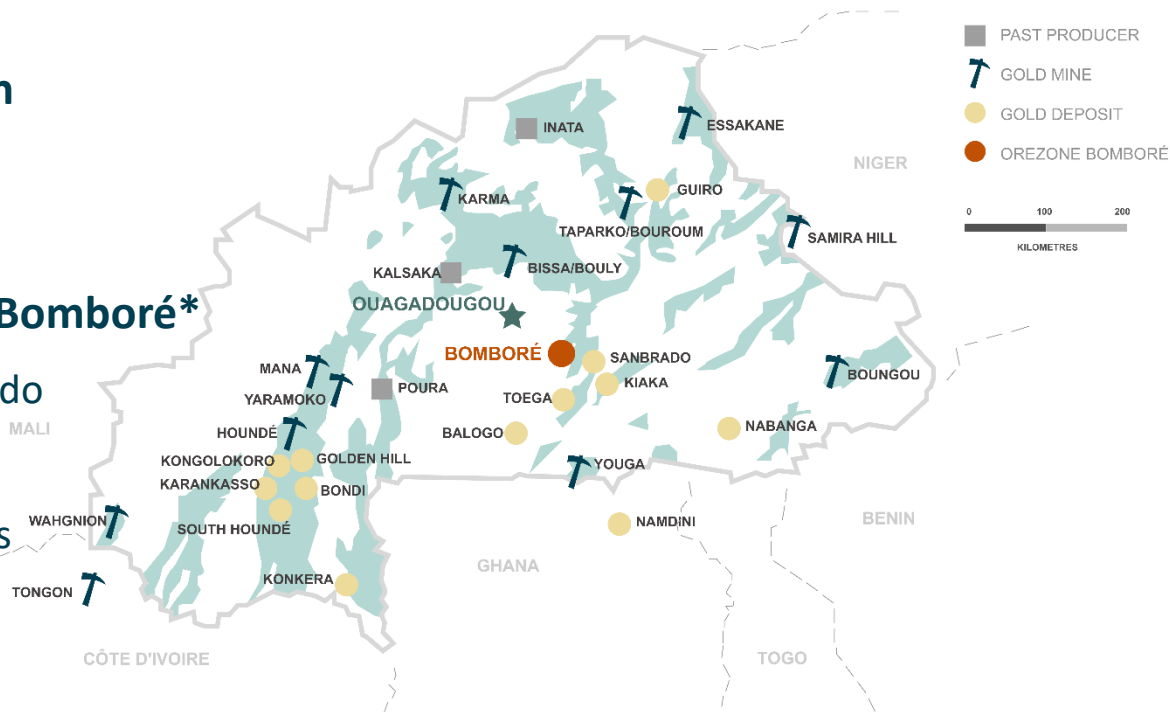 n
Bomboré*
do
s
PAST PRODUCER
GOLD MINE
GOLD DEPOSIT
OREZONE BOMBORÉ
0 100 200
KILOMETRES
INATA
ESSAKANE
NIGER
KARMA
GUIRO
TAPARKO/BOUROUM
SAMIRA HILL
KALSAKA
BISSA/BOULY
OUAGADOUGOU
BOMBORÉ
SANBRADO
MANA
KIAKA
BOUNGOU
YARAMOKO
POURA
TOEGA
MALI
HOUNDÉ
BALOGO
NABANGA
KONGOLOKORO
GOLDEN HILL
YOUGA
KARANKASSO
BONDI
WAHGNION
SOUTH HOUNDÉ
NAMDINI
BENIN
GHANA
KONKERA
TONGON
CÔTE D'IVOIRE
TOGO